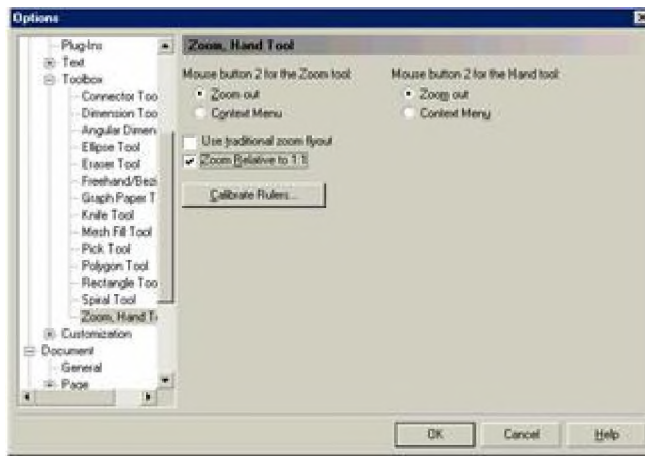 Options
Plug-Ins
Text
Toolbox
Connector Too
Dimension Too
Angular Dimen
Ellipse Tool
Eraser Tool
Freehand/Bezi
Graph Paper T
Knife Tool
Mesh Fill Tool
Pick Tool
Polygon Tool
Rectangle Too
Spiral Tool
Zoom, Hand T
Customization
Document
General
Page
Zoom, Hand Tool
Mouse button 2 for the Zoom tool:
Zoom out
Context Menu
Mouse button 2 for the Hand tool:
Zoom out
Context Menu
Use traditional zoom flyout
Zoom Relative to 1:1
Calibrate Rulers...
OK
Cancel
Help